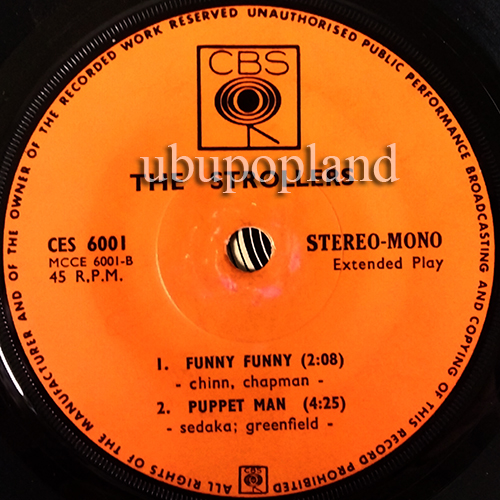 ALL RIGHTS OF THE MANUFACTURER AND OF THE OWNER OF THE RECORDED WORK RESERVED UNAUTHORISED PUBLIC PERFORMANCE BROADCASTING AND COPYING OF THIS RECORD PROHIBITED
CBS
ubupopland
THE STROLLERS
CES 6001
MCCE 6001-B
45 R.P.M.
STEREO-MONO
Extended Play
1. FUNNY FUNNY (2:08)
- chinn, chapman -
2. PUPPET MAN (4:25)
- sedaka; greenfield -
CBS